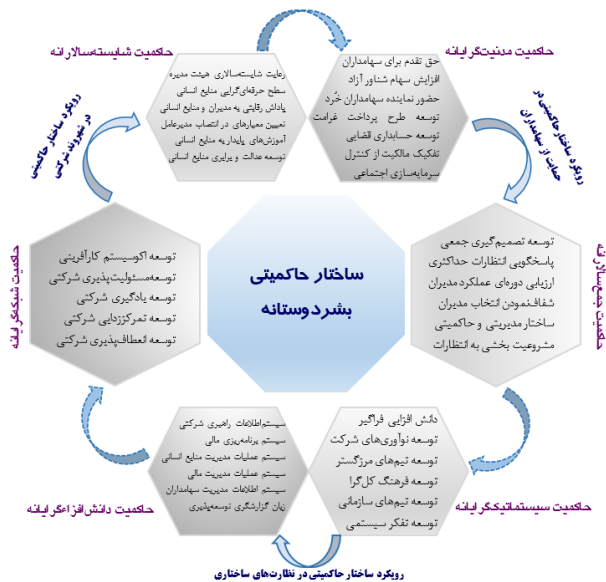 حاکمیت شایسته‌سالارانه
حاکمیت مدنیت‌گرایانه
رعایت شایسته‌سالاری هیئت مدیره
سطح حرفه‌ای‌گرایی منابع انسانی
پاداش رقابتی به مدیران و منابع انسانی
تعیین معیارهای در انتصاب مدیرعامل
آموزش‌های پایدار به منابع انسانی
توسعه عدالت و برابری منابع انسانی
حق تقدم برای سهامداران
افزایش سهام شناور آزاد
حضور نماینده سهامداران خُرد
توسعه طرح پرداخت غرامت
توسعه حسابداری قضایی
تفکیک مالکیت از کنترل
سرمایه‌سازی اجتماعی
رویکرد ساختار حاکمیتی در
حمایت از سهامداران
رویکرد ساختار حاکمیتی
در شهروند شرکتی
ساختار حاکمیتی
بشردوستانه
حاکمیت جمع‌سالارانه
توسعه تصمیم‌گیری جمعی
پاسخگویی انتظارات حداکثری
ارزیابی دوره‌ای عملکرد مدیران
شفاف‌نمودن انتخاب مدیران
ساختار مدیریتی و حاکمیتی
مشروعیت بخشی به انتظارات
حاکمیت شبکه‌گرایانه
توسعه اکوسیستم کارآفرینی
توسعه‌مسئولیت‌پذیری شرکتی
توسعه یادگیری شرکتی
توسعه تمرکززدایی شرکتی
توسعه انعطاف‌پذیری شرکتی
دانش افزایی فراگیر
توسعه نوآوری‌های شرکت
توسعه تیم‌های مرزگستر
توسعه فرهنگ کل‌گرا
توسعه تیم‌های سازمانی
توسعه تفکر سیستمی
سیستم‌اطلاعات راهبری شرکتی
سیستم برنامه‌ریزی مالی
سیستم عملیات مدیریت منابع انسانی
سیستم عملیات مدیریت مالی
سیستم اطلاعات مدیریت سهامداران
زبان گزارشگری توسعه‌پذیری
حاکمیت سیستماتیک‌گرایانه
حاکمیت دانش‌افزاءگرایانه
رویکرد ساختار حاکمیتی در نظارت‌های ساختاری